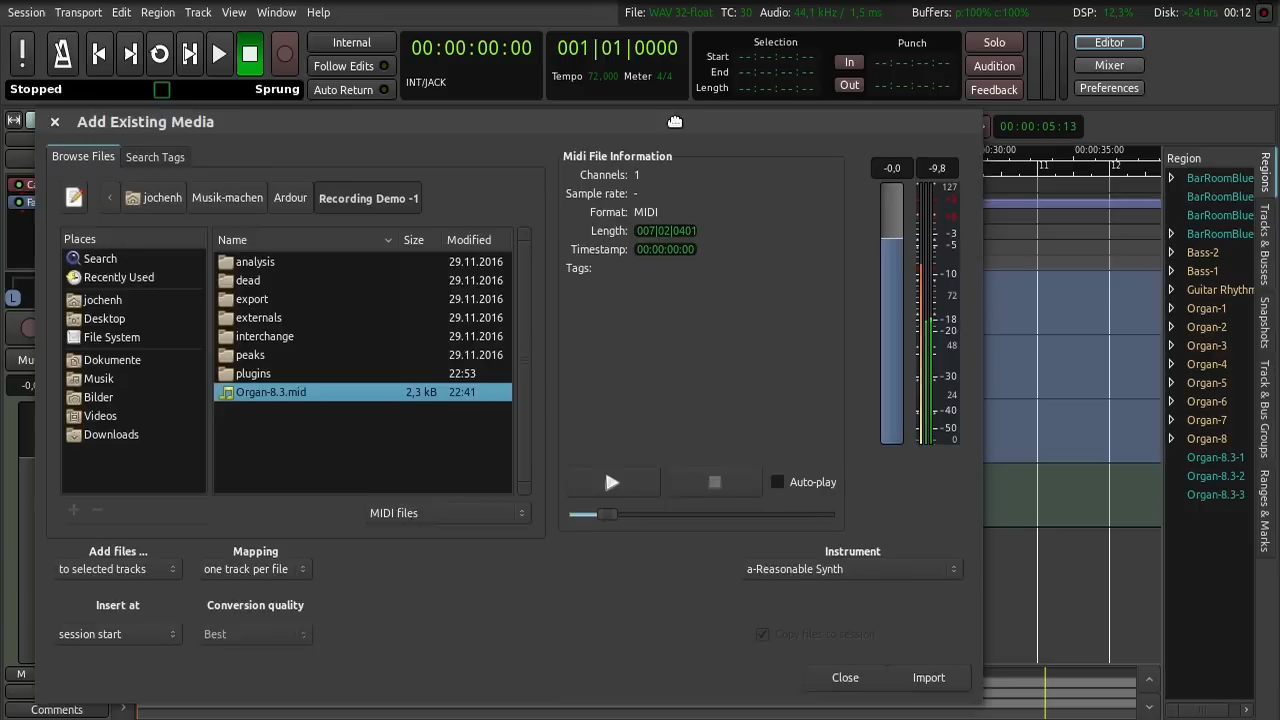 Session Transport Edit Region Track View Window Help File: WAV 32-float TC: 30 Audio: 44,1 kHz / 1,5 ms Buffers: p:100% c:100% DSP: 12,3% Disk: >24 hrs 00:12
Internal
Follow Edits
Auto Return
00:00:00:00
INT/JACK
001|01|0000
Tempo 72,000 Meter 4/4
Selection
Start --:--:--:--
End --:--:--:--
Length --:--:--:--
Punch
In --:--:--:--
Out --:--:--:--
Solo
Audition
Feedback
Editor
Mixer
Preferences
Stopped Sprung
Add Existing Media
00:00:05:13
Browse Files Search Tags
jochenh Musik-machen Ardour Recording Demo -1
Places
Search
Recently Used
jochenh
Desktop
File System
Dokumente
Musik
Bilder
Videos
Downloads
Name Size Modified
analysis 29.11.2016
dead 29.11.2016
export 29.11.2016
externals 29.11.2016
interchange 29.11.2016
peaks 29.11.2016
plugins 22:53
Organ-8.3.mid 2,3 kB 22:41
MIDI files
Midi File Information
Channels: 1
Sample rate: -
Format: MIDI
Length: 007|02|0401
Timestamp: 00:00:00:00
Tags:
Auto-play
-0,0 -9,8
127
-3
-5
-10
72
-18
-20
48
-30
24
-40
-50
0
Add files ...
to selected tracks
Mapping
one track per file
Instrument
a-Reasonable Synth
Insert at
session start
Conversion quality
Best
Copy files to session
Close Import
:00:30:00 00:00:35:00
11 12
Region
BarRoomBlue
BarRoomBlue
BarRoomBlue
BarRoomBlue
Bass-2
Bass-1
Guitar Rhythm
Organ-1
Organ-2
Organ-3
Organ-4
Organ-5
Organ-6
Organ-7
Organ-8
Organ-8.3-1
Organ-8.3-2
Organ-8.3-3
Regions
Tracks & Busses
Snapshots
Track & Bus Groups
Ranges & Marks
L
Mu
-0,
M
Comments